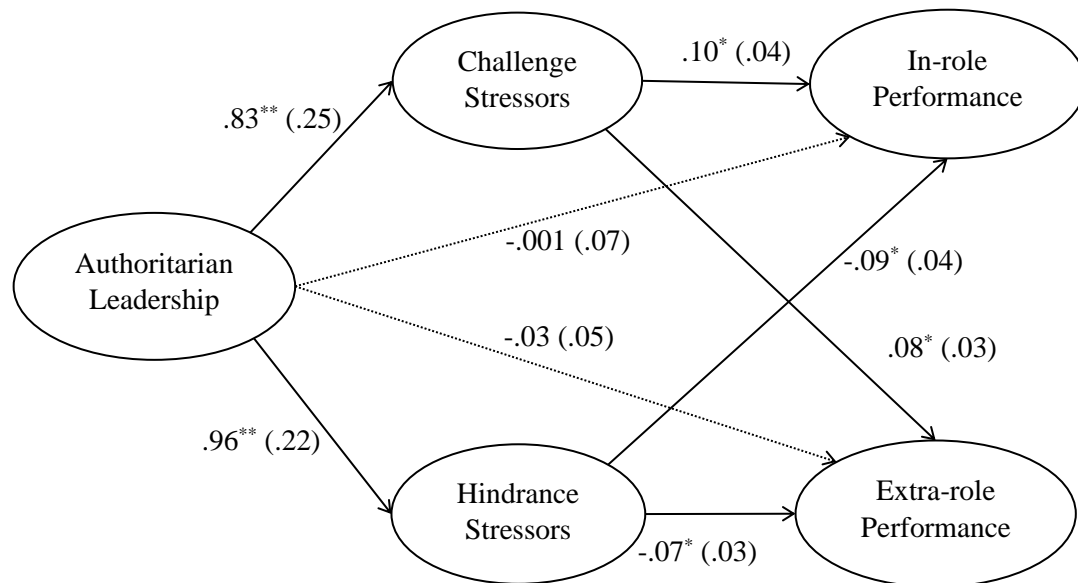 Challenge
Stressors
.10* (.04)
In-role
Performance
.83** (.25)
-.001 (.07)
-.09* (.04)
Authoritarian
Leadership
-.03 (.05)
.08* (.03)
.96** (.22)
Hindrance
Stressors
-.07* (.03)
Extra-role
Performance